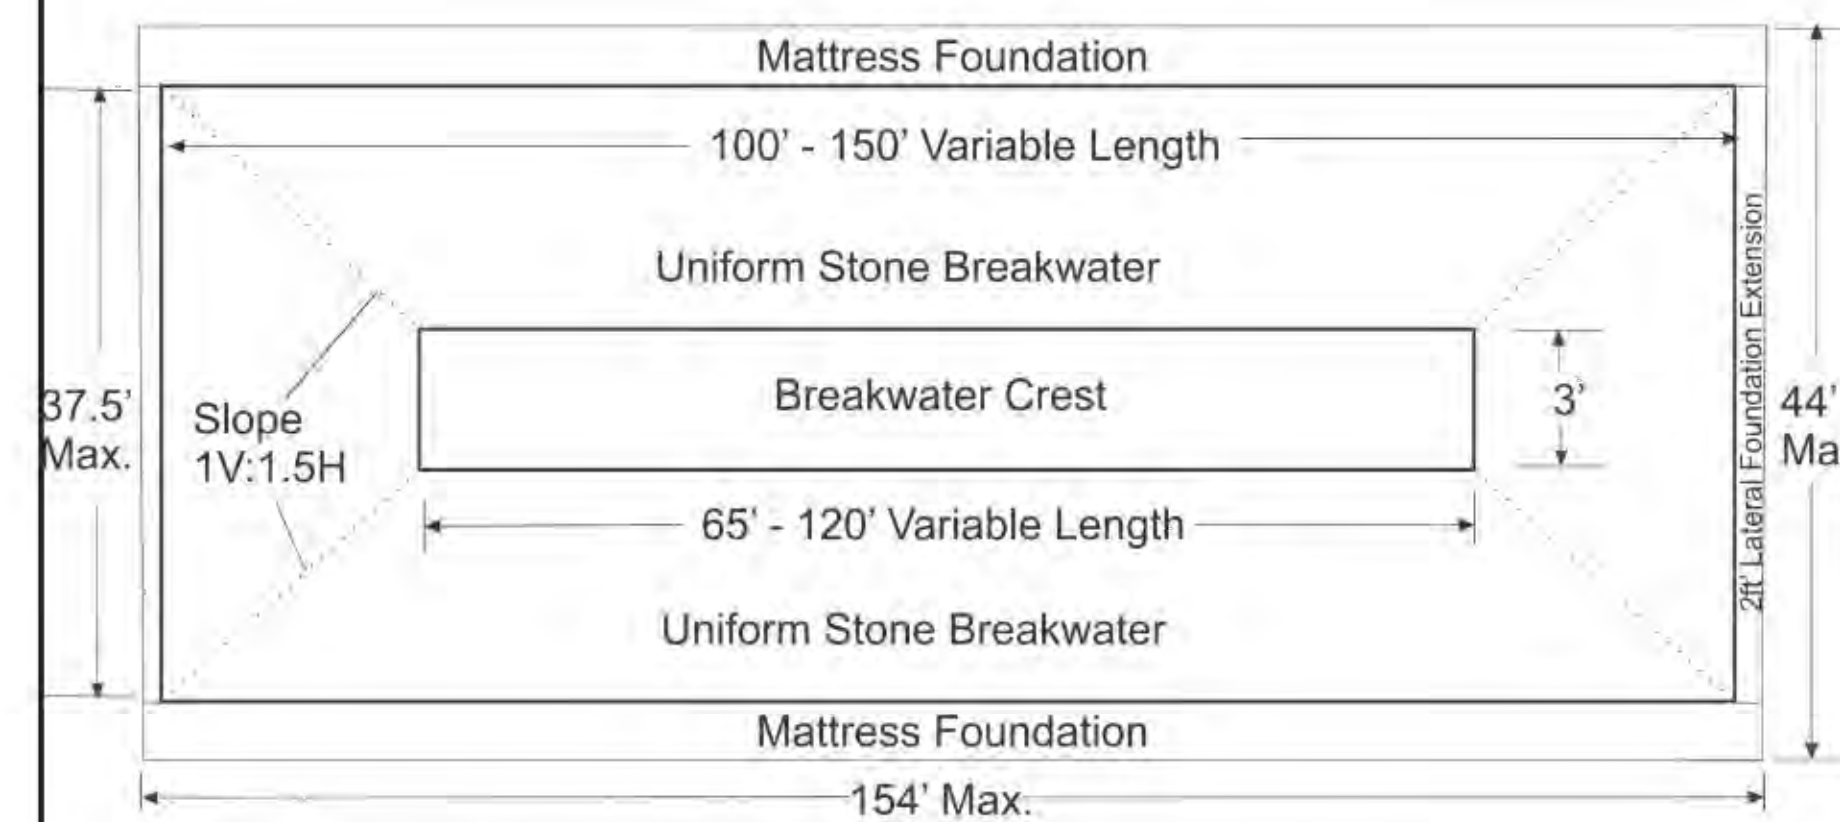 Mattress Foundation
100' - 150' Variable Length
Uniform Stone Breakwater
2ft' Lateral Foundation Extension
37.5'
Max.
Slope
1V:1.5H
Breakwater Crest
3'
44'
Ma
65' - 120' Variable Length
Uniform Stone Breakwater
Mattress Foundation
154' Max.